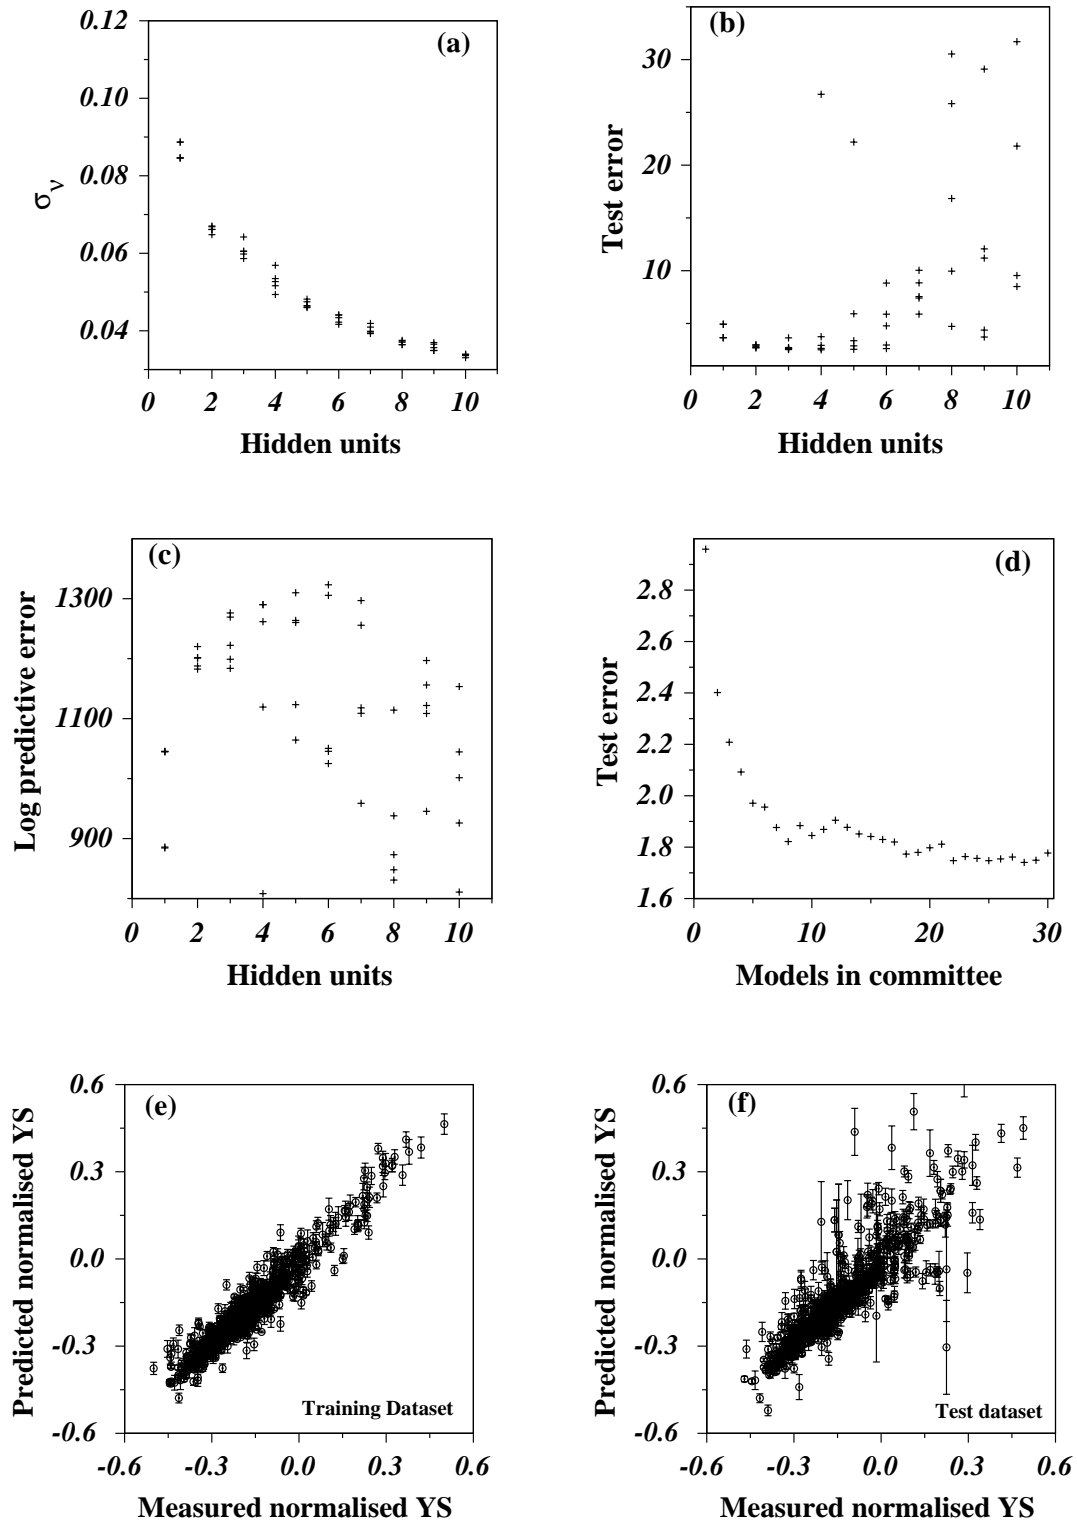 0.12
0.10
0.08
0.06
0.04
σν
(a)
0 2 4 6 8 10
Hidden units
30
20
10
Test error
(b)
0 2 4 6 8 10
Hidden units
1300
1100
900
Log predictive error
(c)
0 2 4 6 8 10
Hidden units
2.8
2.6
2.4
2.2
2.0
1.8
1.6
Test error
(d)
0 10 20 30
Models in committee
0.6
0.3
0.0
-0.3
-0.6
Predicted normalised YS
(e)
Training Dataset
-0.6 -0.3 0.0 0.3 0.6
Measured normalised YS
0.6
0.3
0.0
-0.3
-0.6
Predicted normalised YS
(f)
Test dataset
-0.6 -0.3 0.0 0.3 0.6
Measured normalised YS